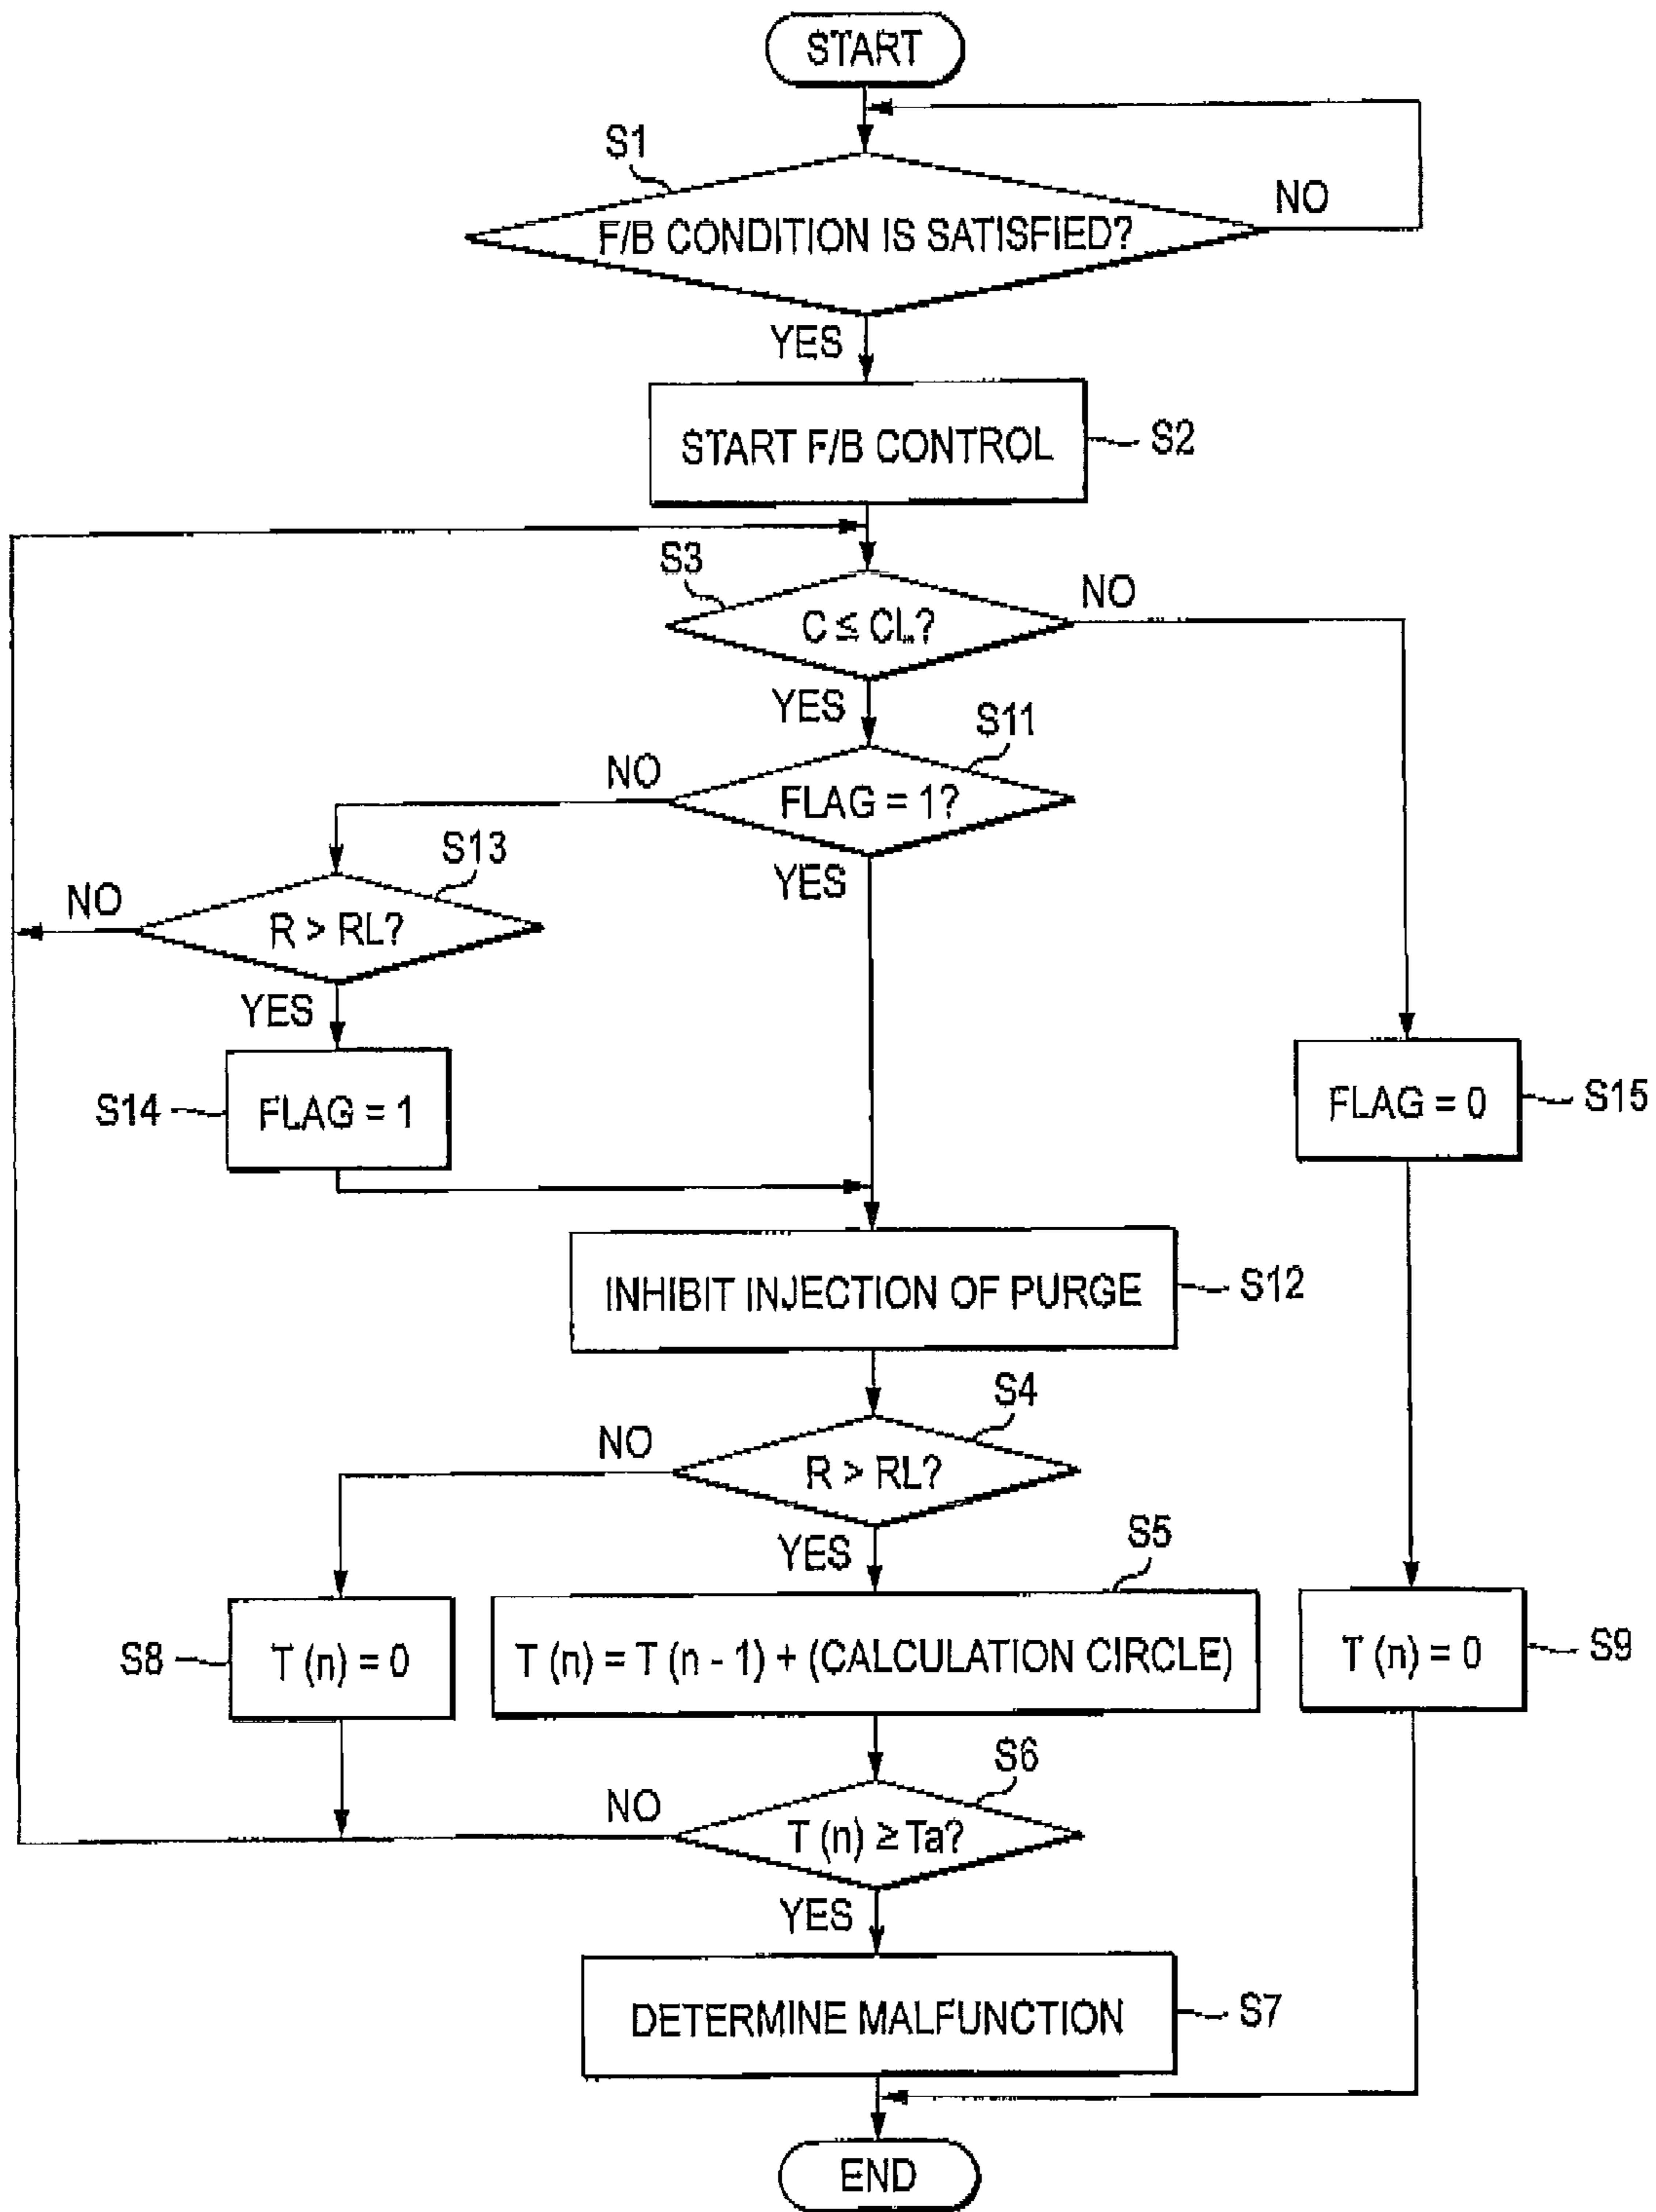 START
S1
F/B CONDITION IS SATISFIED?
NO
YES
START F/B CONTROL
S2
S3
C ≤ CL?
NO
YES
S11
FLAG = 1?
NO
YES
S13
R > RL?
NO
YES
S14
FLAG = 1
FLAG = 0
S15
INHIBIT INJECTION OF PURGE
S12
S4
R > RL?
NO
YES
S5
S8
T (n) = 0
T (n) = T (n - 1) + (CALCULATION CIRCLE)
T (n) = 0
S9
S6
T (n) ≥ Ta?
NO
YES
DETERMINE MALFUNCTION
S7
END